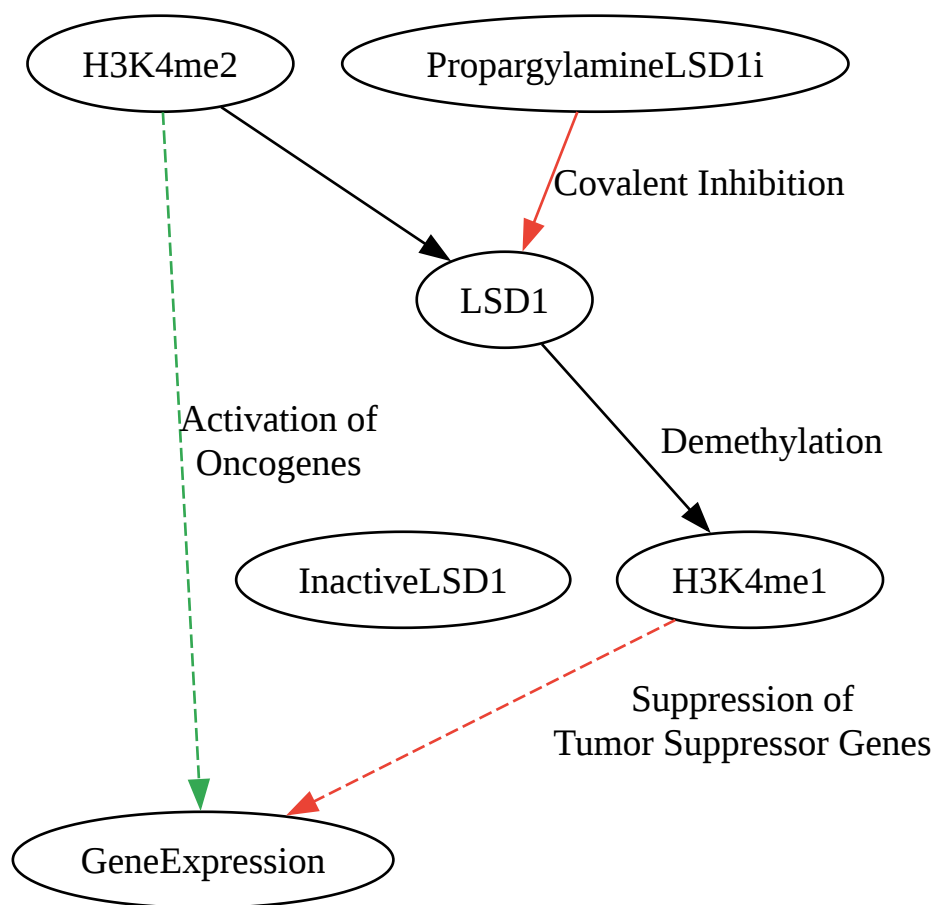 H3K4me2
PropargylamineLSD1i
Covalent Inhibition
LSD1
Activation of
Oncogenes
Demethylation
InactiveLSD1
H3K4me1
Suppression of
Tumor Suppressor Genes
GeneExpression